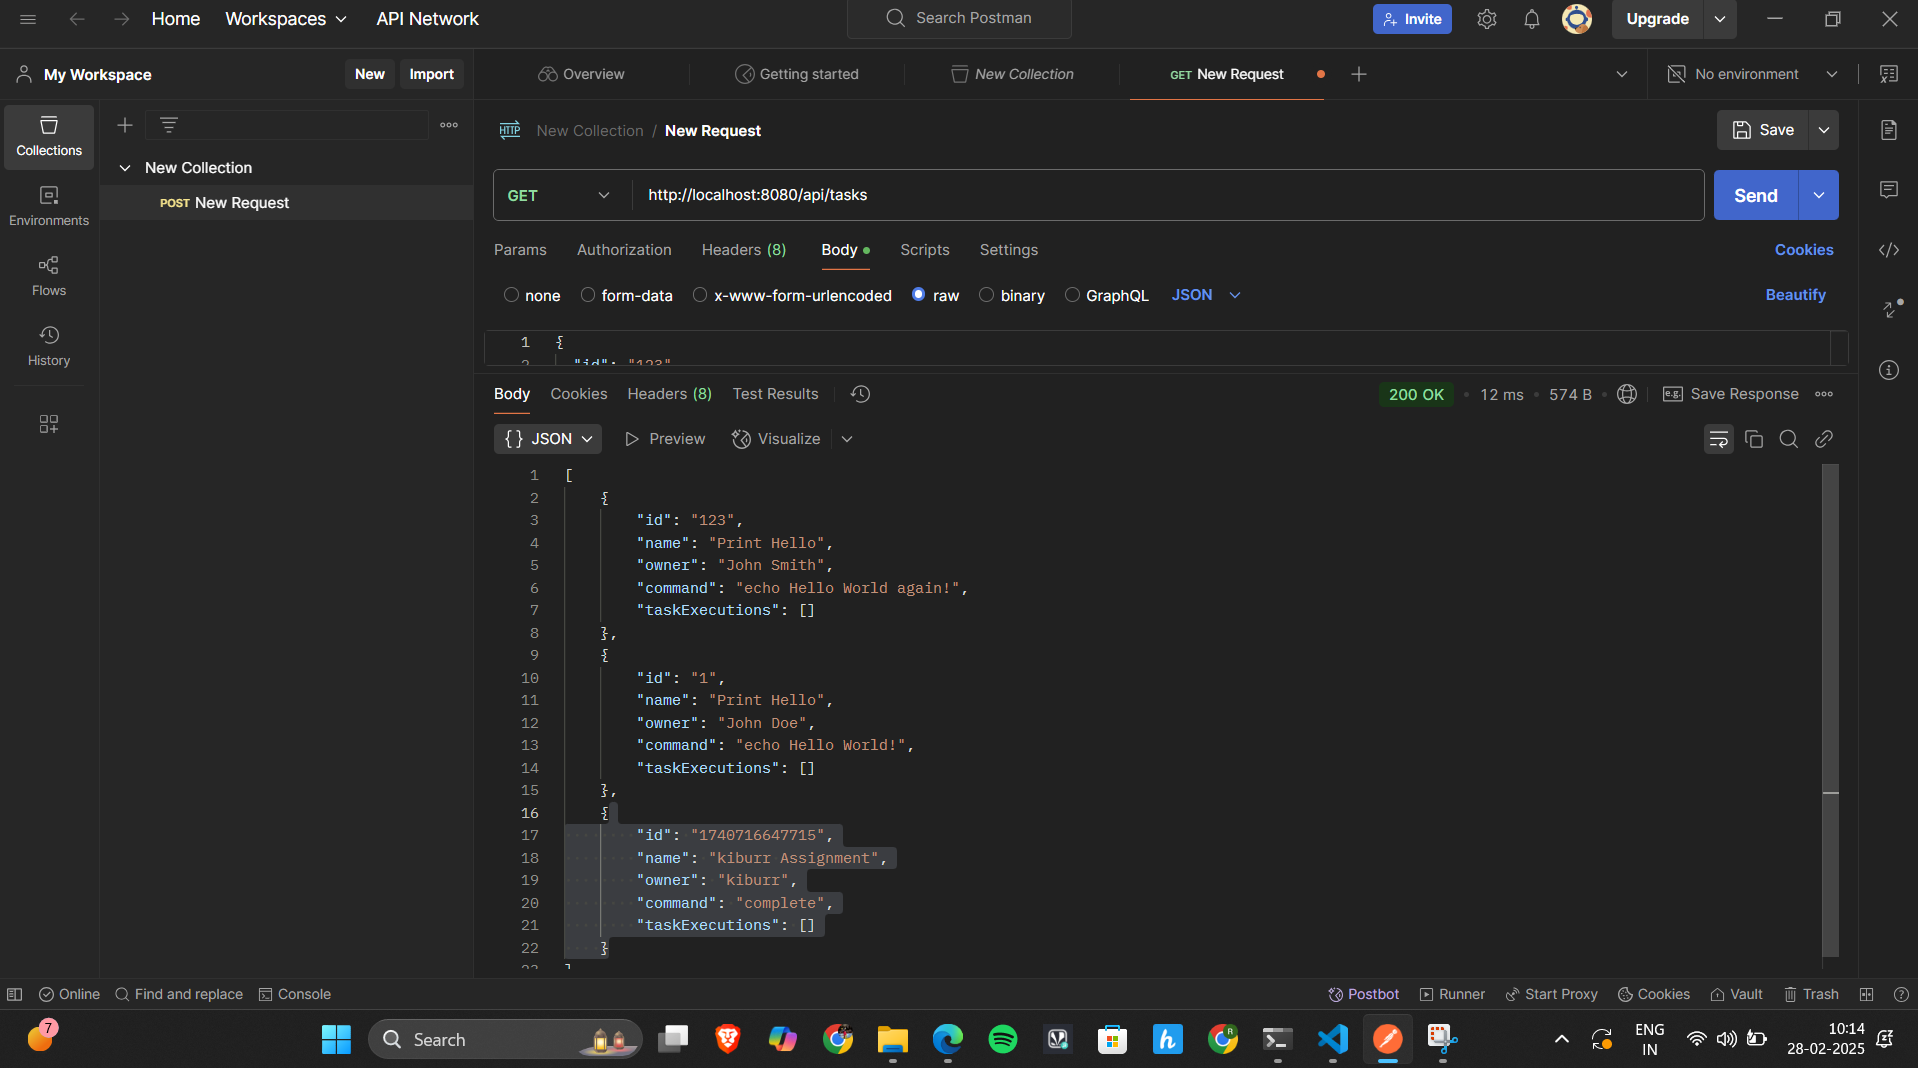 Home Workspaces API Network Search Postman Invite Upgrade
My Workspace New Import Overview Getting started New Collection GET New Request No environment
Collections
Environments
Flows
History
New Collection
POST New Request
HTTP New Collection / New Request Save
GET http://localhost:8080/api/tasks Send
Params Authorization Headers (8) Body Scripts Settings Cookies
none form-data x-www-form-urlencoded raw binary GraphQL JSON Beautify
1 {
2 "id": "123"
Body Cookies Headers (8) Test Results 200 OK • 12 ms • 574 B • e.g. Save Response
{} JSON Preview Visualize
1 [
2 {
3 "id": "123",
4 "name": "Print Hello",
5 "owner": "John Smith",
6 "command": "echo Hello World again!",
7 "taskExecutions": []
8 },
9 {
10 "id": "1",
11 "name": "Print Hello",
12 "owner": "John Doe",
13 "command": "echo Hello World!",
14 "taskExecutions": []
15 },
16 {
17 "id": "1740716647715",
18 "name": "kiburr Assignment",
19 "owner": "kiburr",
20 "command": "complete",
21 "taskExecutions": []
22 }
23 ]
Online Find and replace Console Postbot Runner Start Proxy Cookies Vault Trash
7 Search ENG 10:14
IN 28-02-2025